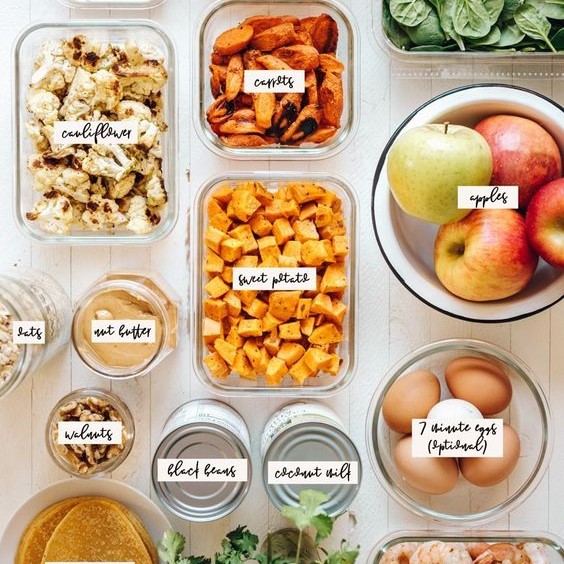 carrots
cauliflower
apples
sweet potato
oats
nut butter
walnuts
7 minute eggs
(optional)
black beans
coconut milk